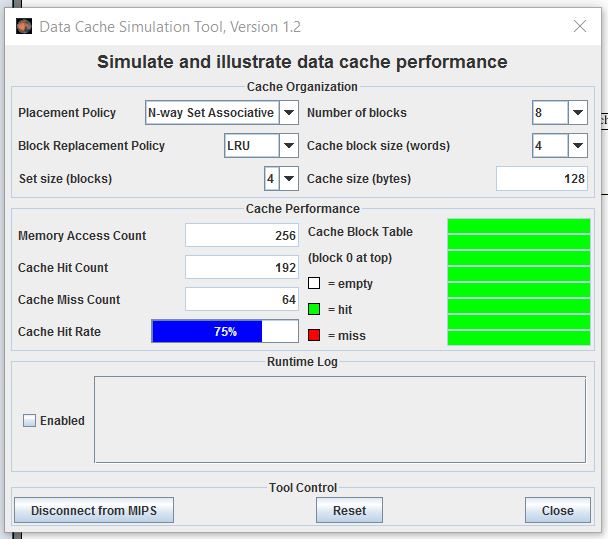 Data Cache Simulation Tool, Version 1.2
Simulate and illustrate data cache performance
Cache Organization
Placement Policy N-way Set Associative Number of blocks 8
Block Replacement Policy LRU Cache block size (words) 4
Set size (blocks) 4 Cache size (bytes) 128
Cache Performance
Memory Access Count 256 Cache Block Table
(block 0 at top)
Cache Hit Count 192
= empty
Cache Miss Count 64
= hit
Cache Hit Rate 75%
= miss
Runtime Log
Enabled
Tool Control
Disconnect from MIPS Reset Close